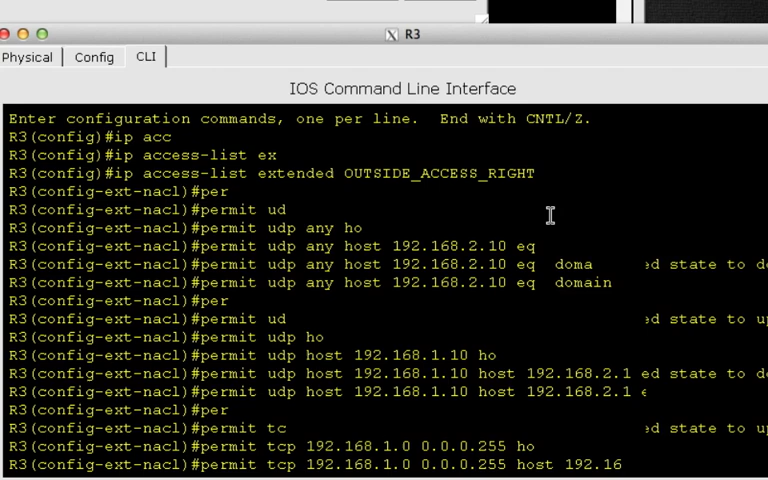 R3
Physical Config CLI
IOS Command Line Interface
Enter configuration commands, one per line. End with CNTL/Z.
R3(config)#ip acc
R3(config)#ip access-list ex
R3(config)#ip access-list extended OUTSIDE_ACCESS_RIGHT
R3(config-ext-nacl)#per
R3(config-ext-nacl)#permit ud
R3(config-ext-nacl)#permit udp any ho
R3(config-ext-nacl)#permit udp any host 192.168.2.10 eq
R3(config-ext-nacl)#permit udp any host 192.168.2.10 eq doma ed state to d
R3(config-ext-nacl)#permit udp any host 192.168.2.10 eq domain
R3(config-ext-nacl)#per
R3(config-ext-nacl)#permit ud ed state to u
R3(config-ext-nacl)#permit udp ho
R3(config-ext-nacl)#permit udp host 192.168.1.10 ho
R3(config-ext-nacl)#permit udp host 192.168.1.10 host 192.168.2.1 ed state to d
R3(config-ext-nacl)#permit udp host 192.168.1.10 host 192.168.2.1
R3(config-ext-nacl)#per
R3(config-ext-nacl)#permit tc ed state to u
R3(config-ext-nacl)#permit tcp 192.168.1.0 0.0.0.255 ho
R3(config-ext-nacl)#permit tcp 192.168.1.0 0.0.0.255 host 192.16